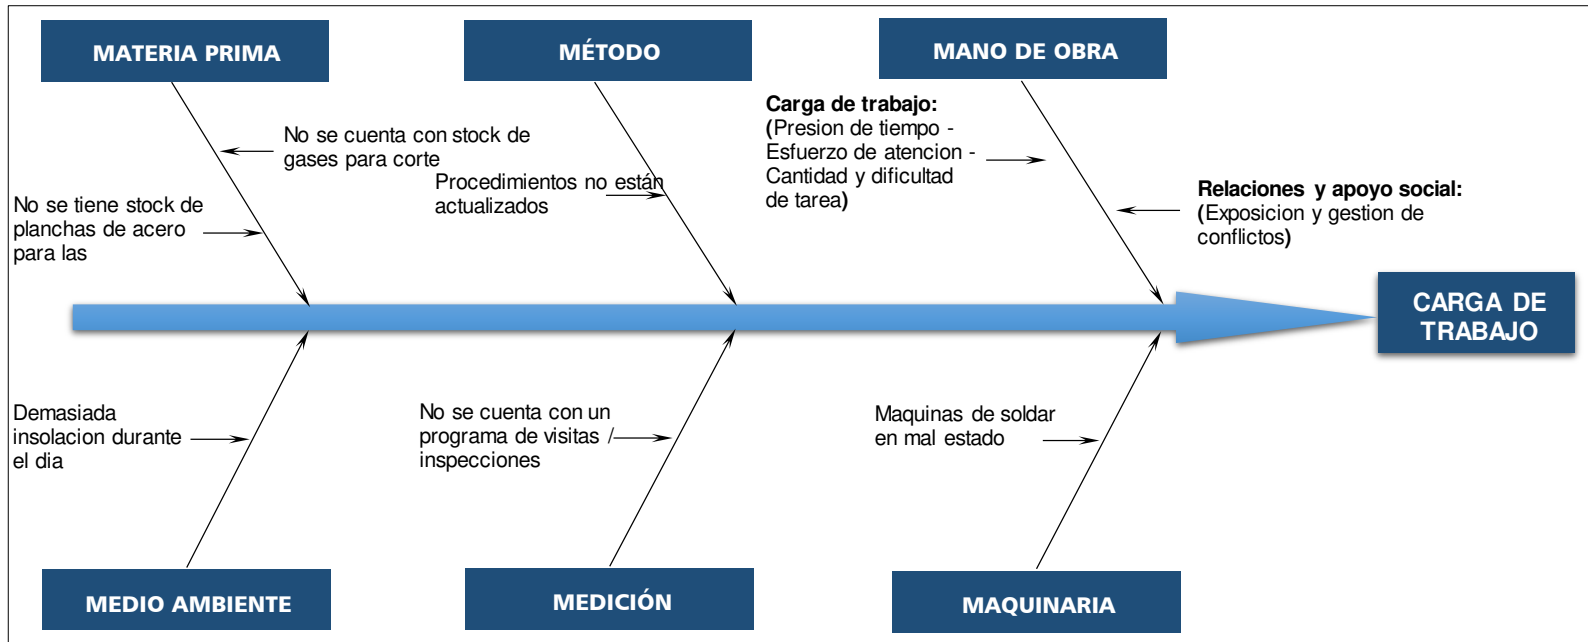 MATERIA PRIMA
MÉTODO
MANO DE OBRA
No se cuenta con stock de
gases para corte
No se tiene stock de
planchas de acero
para las
Procedimientos no están
actualizados
Carga de trabajo:
(Presion de tiempo -
Esfuerzo de atencion -
Cantidad y dificultad
de tarea)
Relaciones y apoyo social:
(Exposicion y gestion de
conflictos)
CARGA DE
TRABAJO
Demasiada
insolacion durante
el dia
No se cuenta con un
programa de visitas /
inspecciones
Maquinas de soldar
en mal estado
MEDIO AMBIENTE
MEDICIÓN
MAQUINARIA